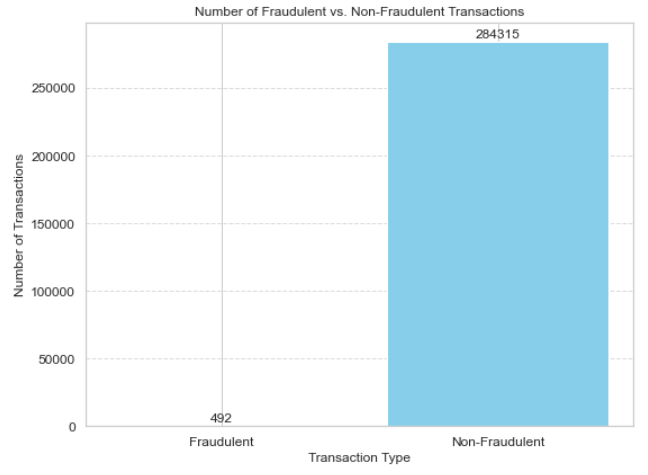 Number of Fraudulent vs. Non-Fraudulent Transactions
284315
250000
200000
150000
100000
50000
0
Number of Transactions
492
Fraudulent
Non-Fraudulent
Transaction Type